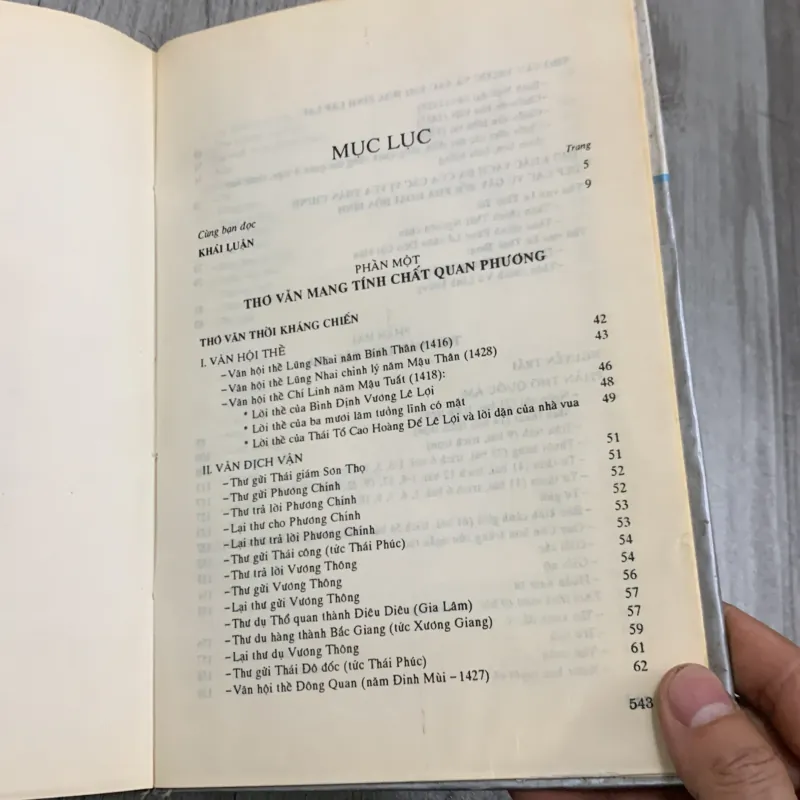 MỤC LỤC
Trang
Cùng bạn đọc 5
KHÁI LUẬN 9
PHẦN MỘT
THƠ VĂN MANG TÍNH CHẤT QUAN PHƯƠNG
THƠ VĂN THỜI KHÁNG CHIẾN
I. VĂN HỘI THỀ 42
–Văn hội thề Lũng Nhai năm Bính Thân (1416) 43
–Văn hội thề Lũng Nhai chỉnh lý năm Mậu Thân (1428)
–Văn hội thề Chí Linh năm Mậu Tuất (1418): 46
* Lời thề của Bình Định Vương Lê Lợi 48
* Lời thề của ba mươi lăm tướng lĩnh có mặt 49
* Lời thề của Thái Tổ Cao Hoàng Đế Lê Lợi và lời dặn của nhà vua
II. VĂN DỊCH VẬN 51
–Thư gửi Thái giám Sơn Thọ 51
–Thư gửi Phương Chính 52
–Thư trả lời Phương Chính 52
–Lại thư cho Phương Chính 53
–Lại thư trả lời Phương Chính 53
–Thư gửi Thái công (tức Thái Phúc) 54
–Thư trả lời Vương Thông 54
–Thư gửi Vương Thông 56
–Lại thư gửi Vương Thông 57
–Thư dụ Thổ quan thành Diêu Diêu (Gia Lâm) 57
–Thư du hàng thành Bắc Giang (tức Xương Giang) 59
–Lại thư dụ Vương Thông 61
–Thư gửi Thái Đô đốc (tức Thái Phúc) 62
–Văn hội thề Đông Quan (năm Đinh Mùi –1427)
543